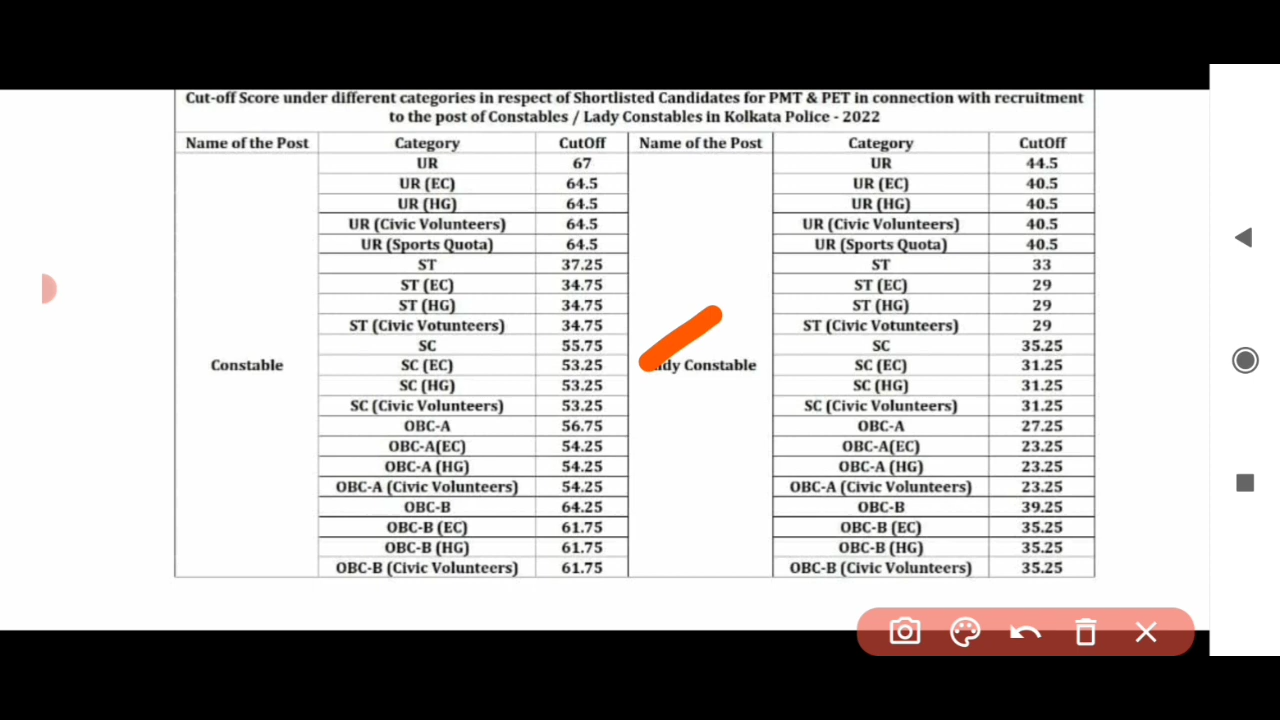 Cut-off Score under different categories in respect of Shortlisted Candidates for PMT & PET in connection with recruitment
to the post of Constables / Lady Constables in Kolkata Police - 2022
Name of the Post Category CutOff Name of the Post Category CutOff
UR 67 UR 44.5
UR (EC) 64.5 UR (EC) 40.5
UR (HG) 64.5 UR (HG) 40.5
UR (Civic Volunteers) 64.5 UR (Civic Volunteers) 40.5
UR (Sports Quota) 64.5 UR (Sports Quota) 40.5
ST 37.25 ST 33
ST (EC) 34.75 ST (EC) 29
ST (HG) 34.75 ST (HG) 29
ST (Civic Votunteers) 34.75 ST (Civic Votunteers) 29
SC 55.75 SC 35.25
Constable SC (EC) 53.25 Lady Constable SC (EC) 31.25
SC (HG) 53.25 SC (HG) 31.25
SC (Civic Volunteers) 53.25 SC (Civic Volunteers) 31.25
OBC-A 56.75 OBC-A 27.25
OBC-A(EC) 54.25 OBC-A(EC) 23.25
OBC-A (HG) 54.25 OBC-A (HG) 23.25
OBC-A (Civic Volunteers) 54.25 OBC-A (Civic Volunteers) 23.25
OBC-B 64.25 OBC-B 39.25
OBC-B (EC) 61.75 OBC-B (EC) 35.25
OBC-B (HG) 61.75 OBC-B (HG) 35.25
OBC-B (Civic Volunteers) 61.75 OBC-B (Civic Volunteers) 35.25